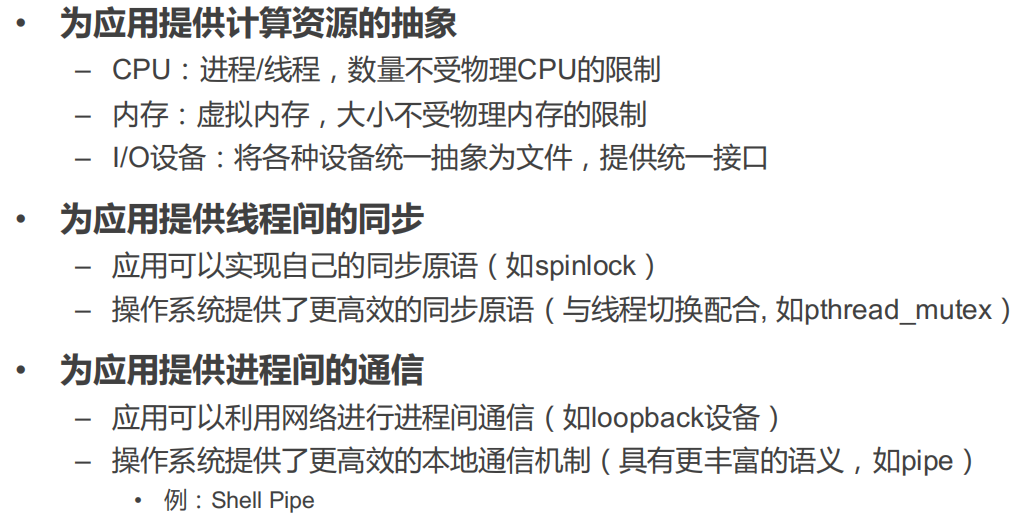 • 为应用提供计算资源的抽象
– CPU：进程/线程，数量不受物理CPU的限制
– 内存：虚拟内存，大小不受物理内存的限制
– I/O设备：将各种设备统一抽象为文件，提供统一接口
• 为应用提供线程间的同步
– 应用可以实现自己的同步原语（如spinlock）
– 操作系统提供了更高效的同步原语（与线程切换配合, 如pthread_mutex）
• 为应用提供进程间的通信
– 应用可以利用网络进行进程间通信（如loopback设备）
– 操作系统提供了更高效的本地通信机制（具有更丰富的语义，如pipe）
• 例：Shell Pipe